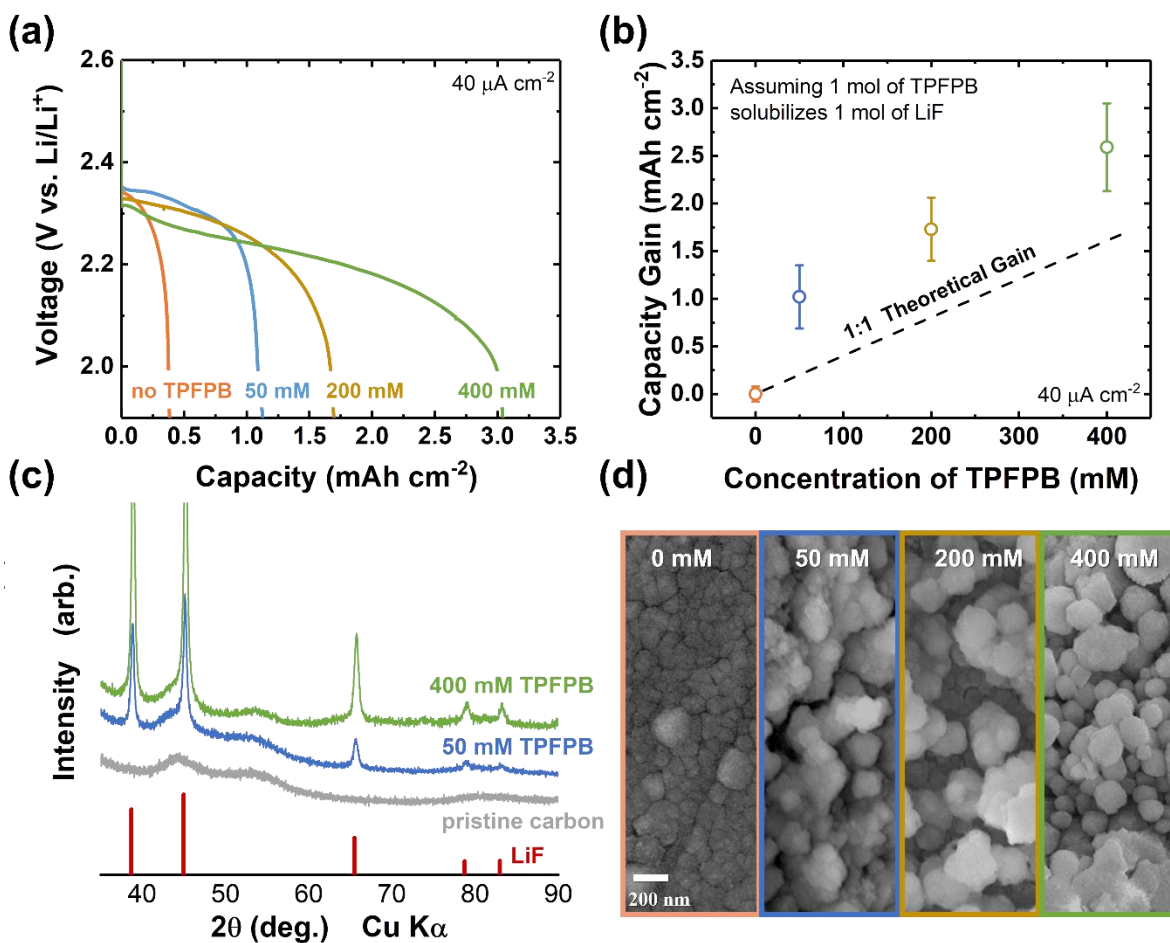 (a)
2.6
2.4
2.2
2.0
Voltage (V vs. Li/Li⁺)
40 μA cm⁻²
no TPFPB
50 mM
200 mM
400 mM
0.0 0.5 1.0 1.5 2.0 2.5 3.0 3.5
Capacity (mAh cm⁻²)
(b)
3.5
3.0
2.5
2.0
1.5
1.0
0.5
0.0
Capacity Gain (mAh cm⁻²)
Assuming 1 mol of TPFPB
solubilizes 1 mol of LiF
1:1 Theoretical Gain
40 μA cm⁻²
0 100 200 300 400
Concentration of TPFPB (mM)
(c)
Intensity (arb.)
400 mM TPFPB
50 mM TPFPB
pristine carbon
LiF
40 50 60 70 80 90
2θ (deg.) Cu Kα
(d)
0 mM
50 mM
200 mM
400 mM
200 nm